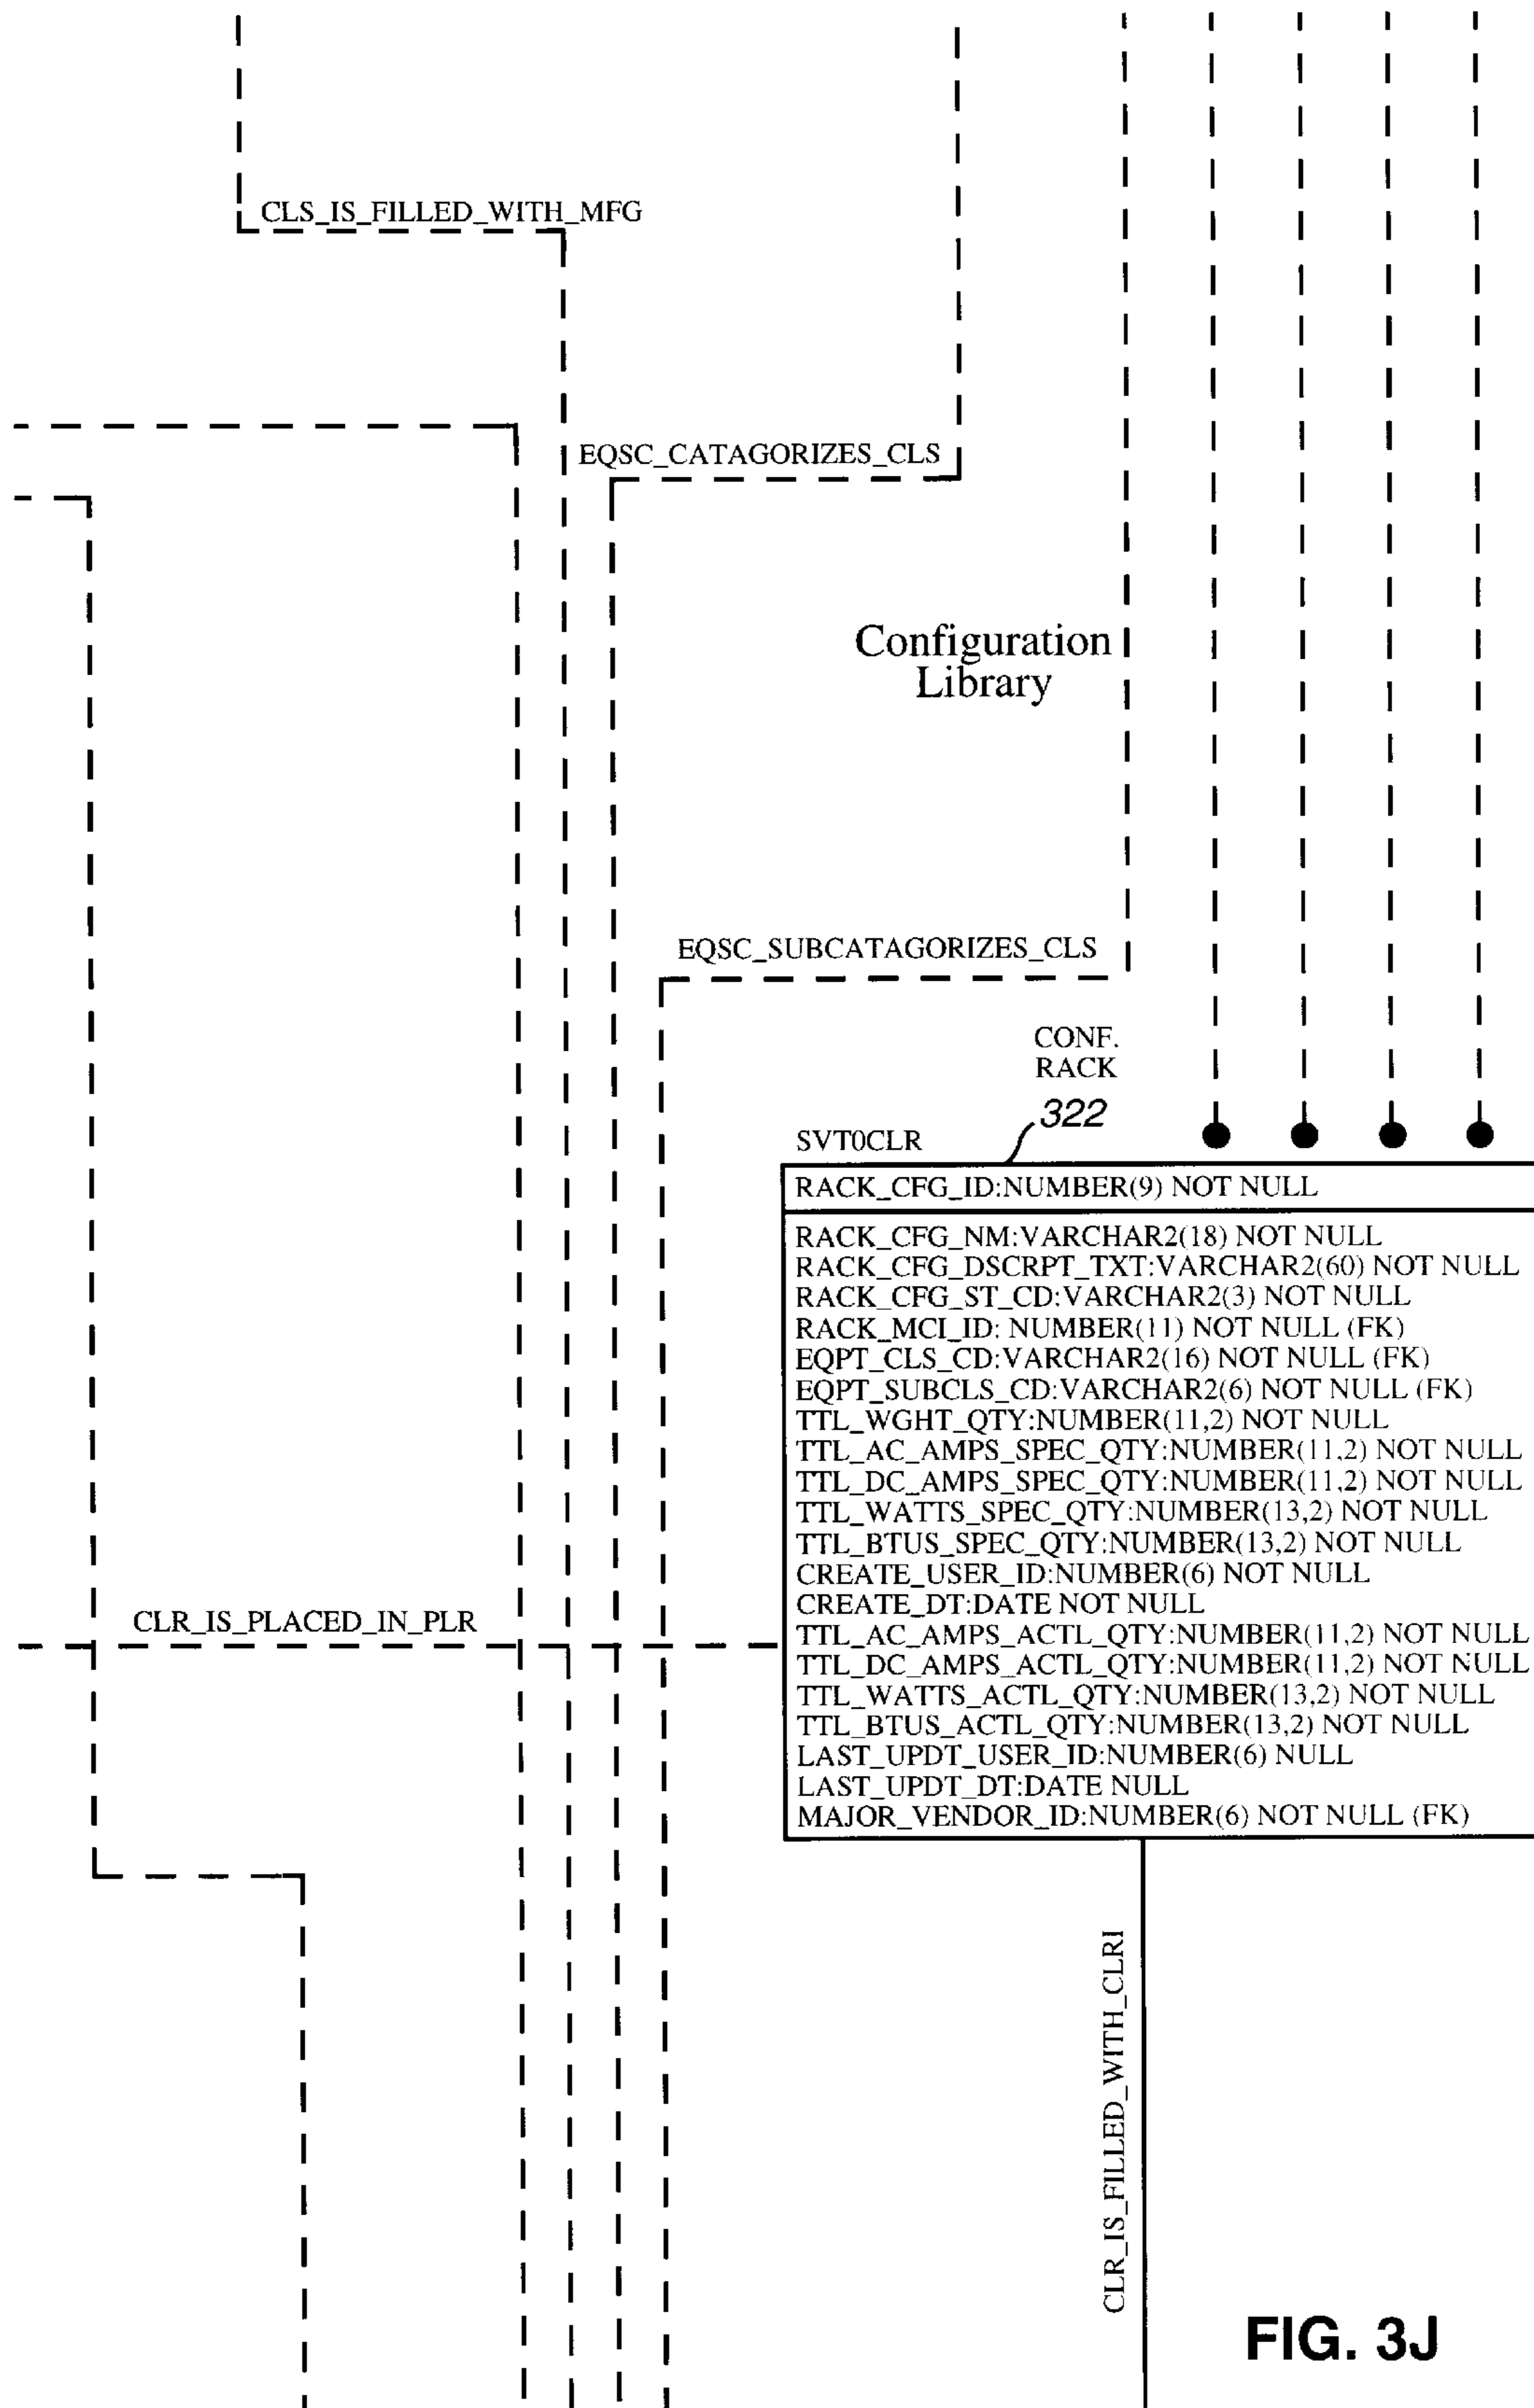 CLS_IS_FILLED_WITH_MFG
EQSC_CATAGORIZES_CLS
Configuration
Library
EQSC_SUBCATAGORIZES_CLS
CONF.
RACK
322
SVT0CLR
RACK_CFG_ID:NUMBER(9) NOT NULL
RACK_CFG_NM:VARCHAR2(18) NOT NULL
RACK_CFG_DSCRPT_TXT:VARCHAR2(60) NOT NULL
RACK_CFG_ST_CD:VARCHAR2(3) NOT NULL
RACK_MCI_ID: NUMBER(11) NOT NULL (FK)
EQPT_CLS_CD:VARCHAR2(16) NOT NULL (FK)
EQPT_SUBCLS_CD:VARCHAR2(6) NOT NULL (FK)
TTL_WGHT_QTY:NUMBER(11,2) NOT NULL
TTL_AC_AMPS_SPEC_QTY:NUMBER(11,2) NOT NULL
TTL_DC_AMPS_SPEC_QTY:NUMBER(11,2) NOT NULL
TTL_WATTS_SPEC_QTY:NUMBER(13,2) NOT NULL
TTL_BTUS_SPEC_QTY:NUMBER(13,2) NOT NULL
CREATE_USER_ID:NUMBER(6) NOT NULL
CREATE_DT:DATE NOT NULL
TTL_AC_AMPS_ACTL_QTY:NUMBER(11,2) NOT NULL
TTL_DC_AMPS_ACTL_QTY:NUMBER(11,2) NOT NULL
TTL_WATTS_ACTL_QTY:NUMBER(13,2) NOT NULL
TTL_BTUS_ACTL_QTY:NUMBER(13,2) NOT NULL
LAST_UPDT_USER_ID:NUMBER(6) NULL
LAST_UPDT_DT:DATE NULL
MAJOR_VENDOR_ID:NUMBER(6) NOT NULL (FK)
CLR_IS_PLACED_IN_PLR
CLR_IS_FILLED_WITH_CLRI
FIG. 3J